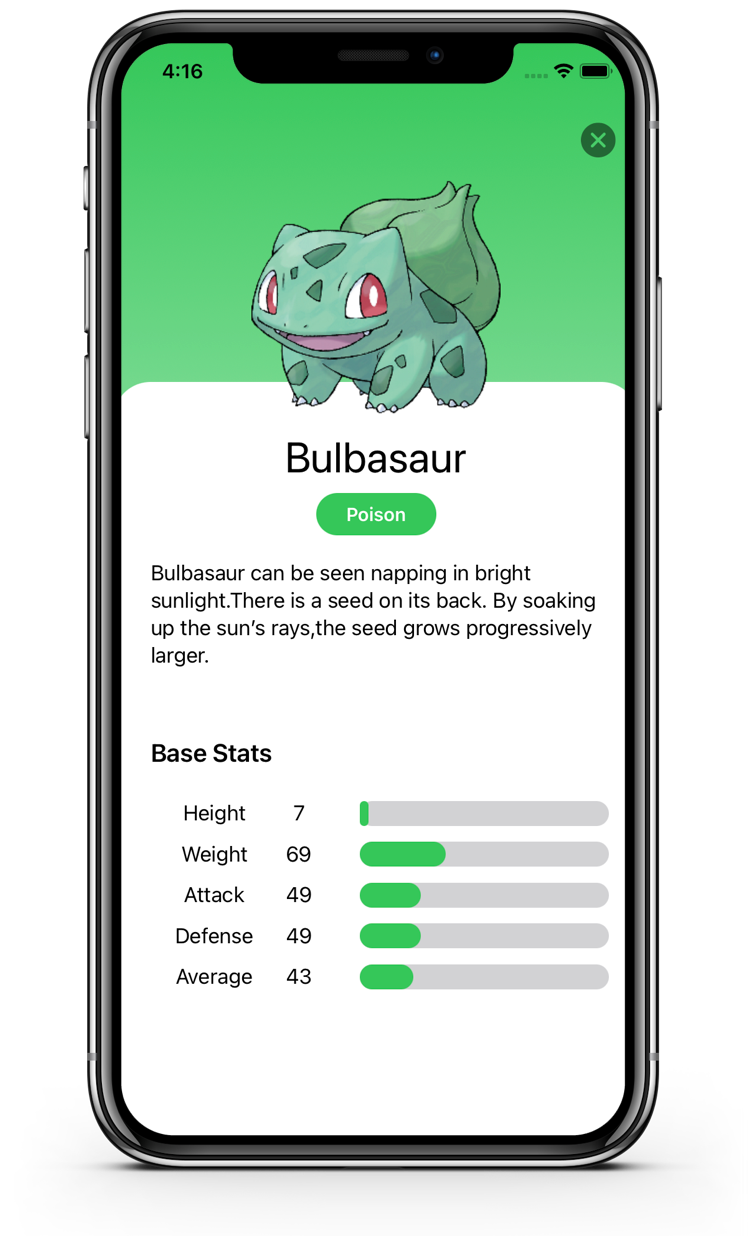 4:16
Bulbasaur
Poison
Bulbasaur can be seen napping in bright
sunlight.There is a seed on its back. By soaking
up the sun’s rays,the seed grows progressively
larger.
Base Stats
Height 7
Weight 69
Attack 49
Defense 49
Average 43